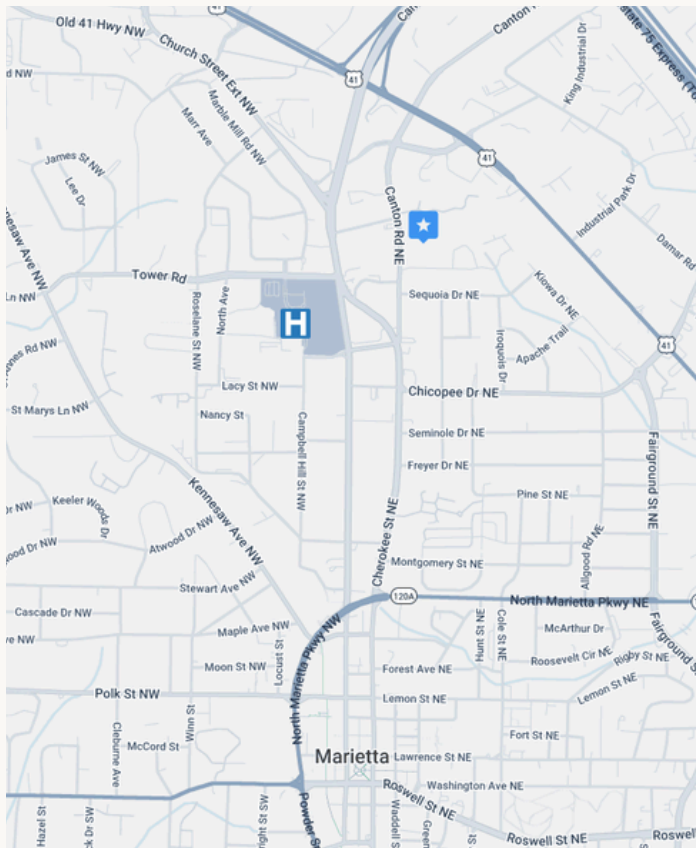 41
Old 41 Hwy NW
Canton
Church Street Ext NW
King Industrial Dr
41
Marr Ave
Marble Mill Rd NW
41
James St NW
Lee Dr
Canton Rd NE
Industrial Park Dr
Damar Rd
Tower Rd
Kiowa Dr NE
Roselane St NW
North Ave
Sequoia Dr NE
H
Iroquois Dr
Apache Trail
41
Lacy St NW
Chicopee Dr NE
St Marys Ln NW
Nancy St
Campbell Hill St NW
Seminole Dr NE
Fairground St NE
Freyer Dr NE
Kennesaw Ave NW
Pine St NE
Keeler Woods Dr
Cherokee St NE
Atwood Dr NW
Allgood Rd NE
Montgomery St NE
Stewart Ave NW
120A
North Marietta Pkwy NE
Cascade Dr NW
Maple Ave NW
North Marietta Pkwy NW
Hunt St NE
Cole St NE
McArthur Dr
Moon St NW
Locust St
Forest Ave NE
Roosevelt Cir NE
Rigby St NE
Polk St NW
Lemon St NE
Lemon St NE
Cleburne Ave
Winn St
McCord St
Fort St NE
Marietta
Lawrence St NE
Washington Ave NE
Roswell St NE
Hazel St
Roswell St NE